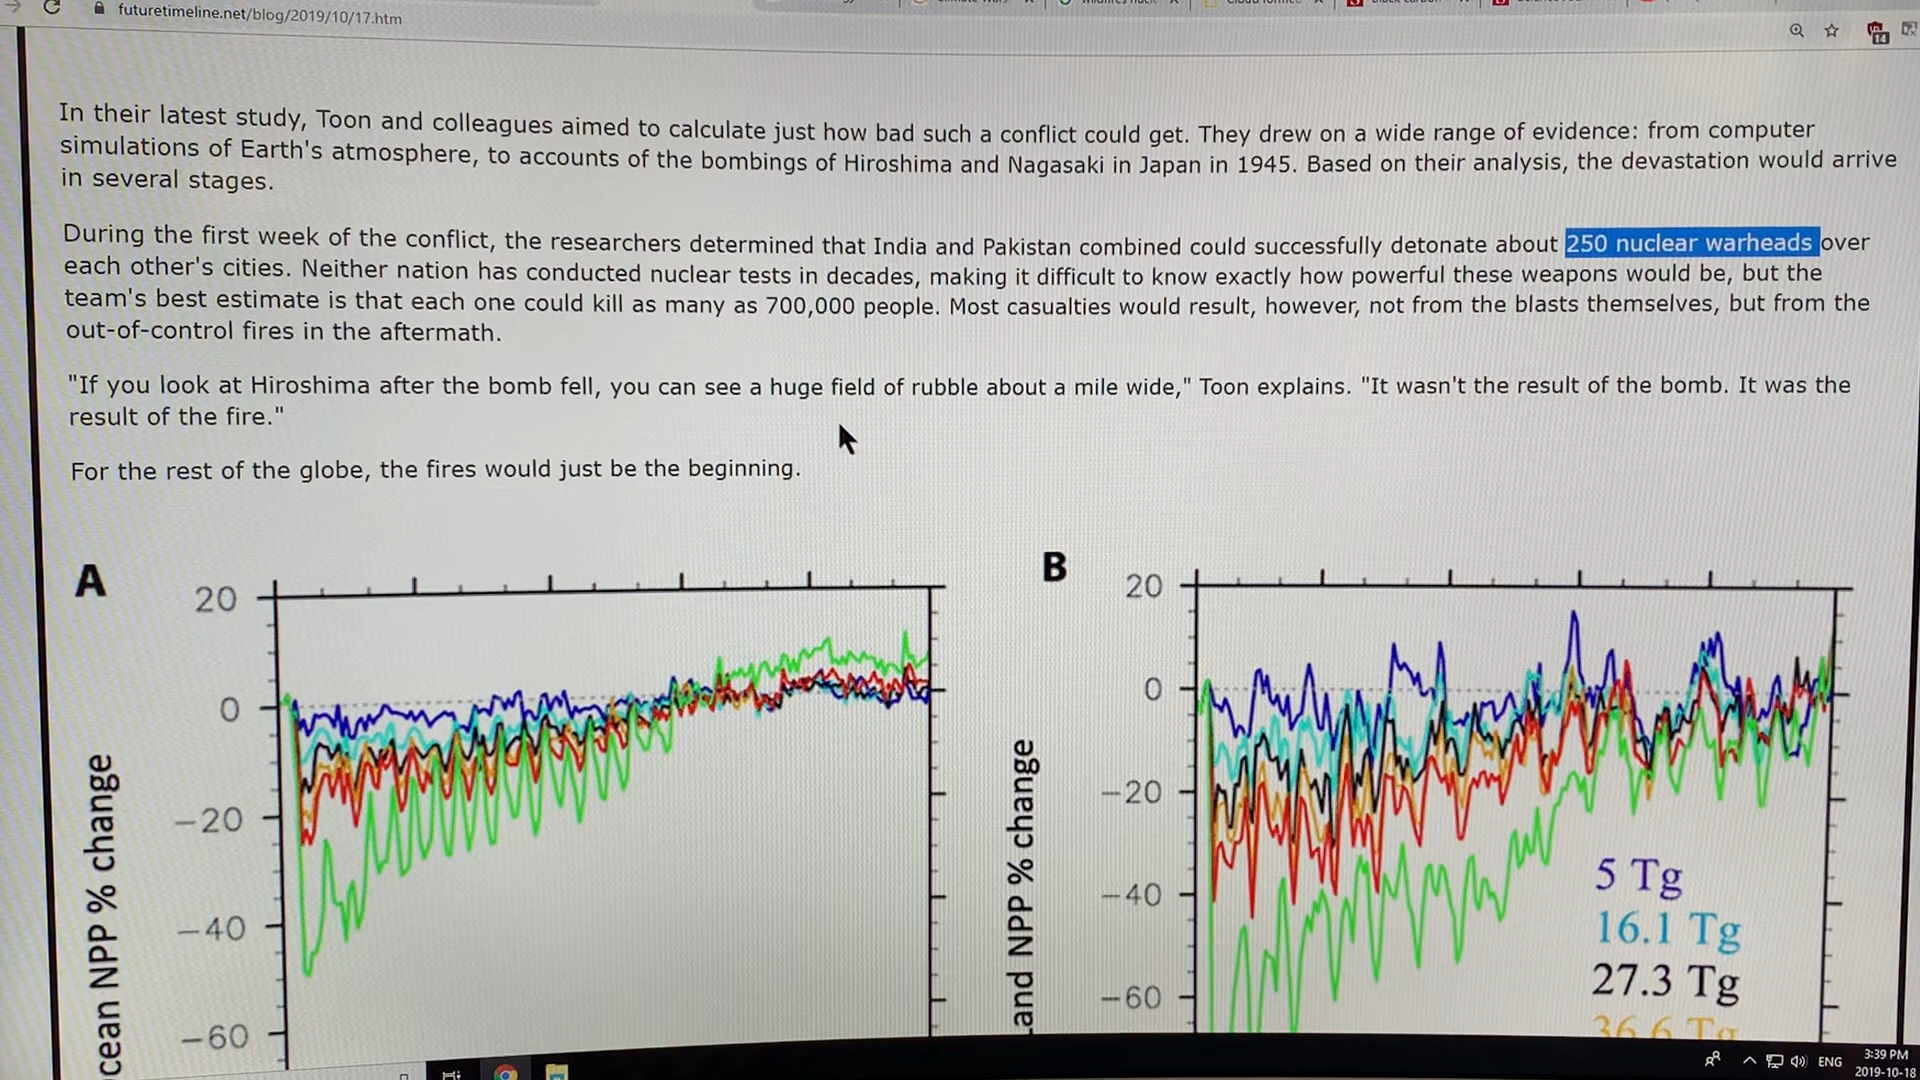 futuretimeline.net/blog/2019/10/17.htm
14
In their latest study, Toon and colleagues aimed to calculate just how bad such a conflict could get. They drew on a wide range of evidence: from computer
simulations of Earth's atmosphere, to accounts of the bombings of Hiroshima and Nagasaki in Japan in 1945. Based on their analysis, the devastation would arrive
in several stages.
During the first week of the conflict, the researchers determined that India and Pakistan combined could successfully detonate about 250 nuclear warheads over
each other's cities. Neither nation has conducted nuclear tests in decades, making it difficult to know exactly how powerful these weapons would be, but the
team's best estimate is that each one could kill as many as 700,000 people. Most casualties would result, however, not from the blasts themselves, but from the
out-of-control fires in the aftermath.
"If you look at Hiroshima after the bomb fell, you can see a huge field of rubble about a mile wide," Toon explains. "It wasn't the result of the bomb. It was the
result of the fire."
For the rest of the globe, the fires would just be the beginning.
A
20
0
−20
−40
−60
cean NPP % change
B
20
0
−20
−40
−60
and NPP % change
5 Tg
16.1 Tg
27.3 Tg
36.6 Tg
ENG
3:39 PM
2019-10-18